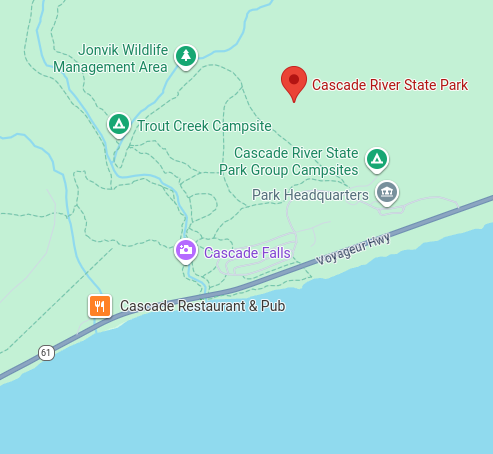 Jonvik Wildlife
Management Area
Cascade River State Park
Trout Creek Campsite
Cascade River State
Park Group Campsites
Park Headquarters
Voyageur Hwy
Cascade Falls
Cascade Restaurant & Pub
61